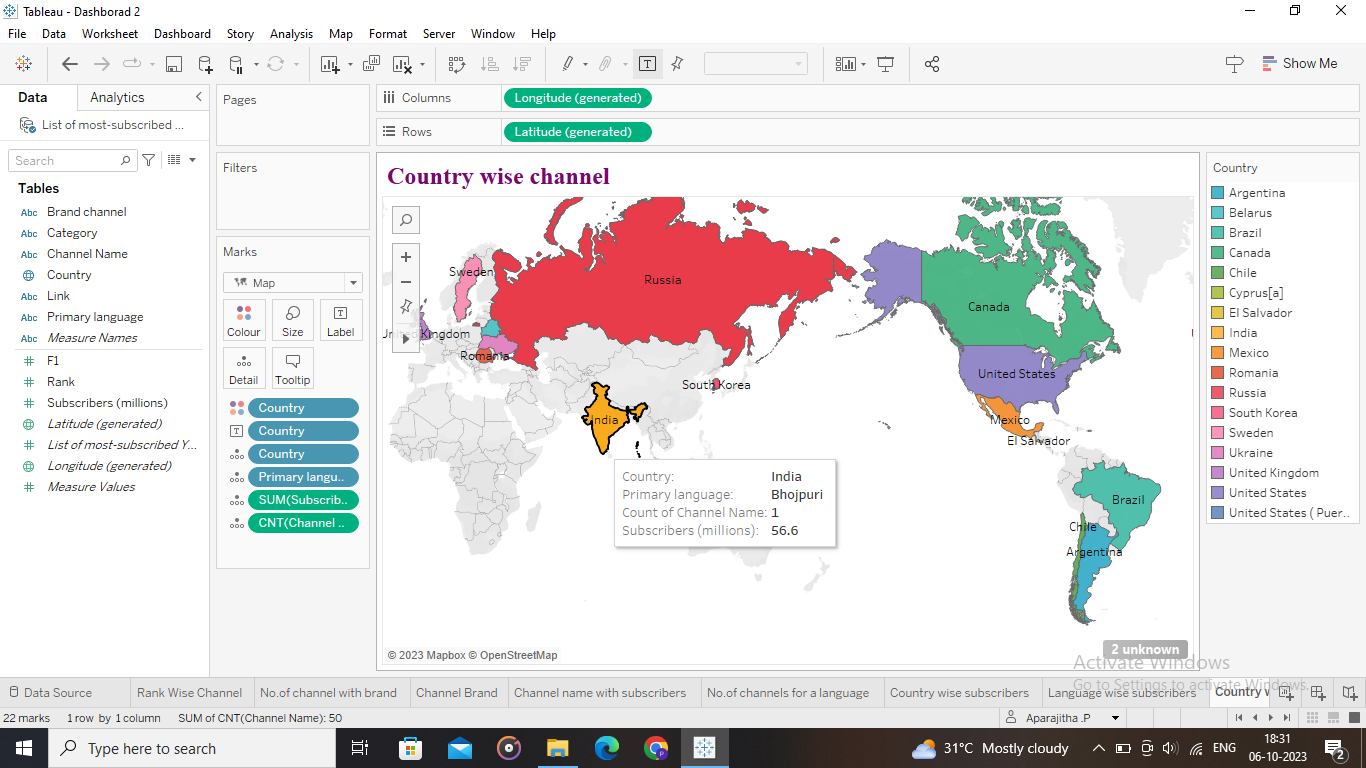 Tableau - Dashborad 2
File Data Worksheet Dashboard Story Analysis Map Format Server Window Help
Show Me
Data Analytics
List of most-subscribed ...
Search
Tables
Abc Brand channel
Abc Category
Abc Channel Name
Country
Abc Link
Abc Primary language
Abc Measure Names
F1
Rank
Subscribers (millions)
Latitude (generated)
List of most-subscribed Y...
Longitude (generated)
Measure Values
Pages
Filters
Marks
Map
Colour Size Label
Detail Tooltip
Country
Country
Country
Primary langu..
SUM(Subscrib..
CNT(Channel ..
Columns Longitude (generated)
Rows Latitude (generated)
Country wise channel
Sweden
Russia
Canada
Kingdom
Romania
United States
South Korea
India
Mexico
El Salvador
Brazil
Chile
Argentina
Country: India
Primary language: Bhojpuri
Count of Channel Name: 1
Subscribers (millions): 56.6
© 2023 Mapbox © OpenStreetMap
2 unknown
Country
Argentina
Belarus
Brazil
Canada
Chile
Cyprus[a]
El Salvador
India
Mexico
Romania
Russia
South Korea
Sweden
Ukraine
United Kingdom
United States
United States ( Puer..
Activate Windows
Go to Settings to activate Windows.
Data Source Rank Wise Channel No.of channel with brand Channel Brand Channel name with subscribers No.of channels for a language Country wise subscribers Language wise subscribers Country w
22 marks 1 row by 1 column SUM of CNT(Channel Name): 50 Aparajitha .P
Type here to search
31°C Mostly cloudy ENG 18:31
06-10-2023
2